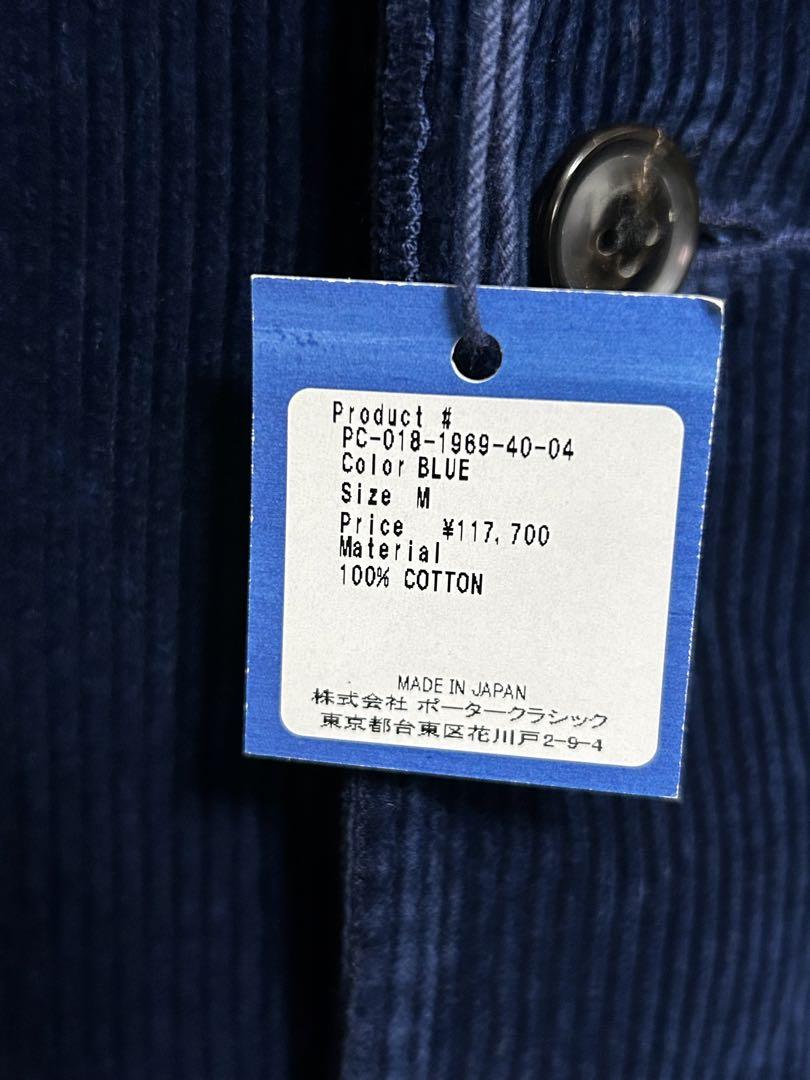 Product #
PC-018-1969-40-04
Color BLUE
Size M
Price ¥117,700
Material
100% COTTON
MADE IN JAPAN
株式会社 ポータークラシック
東京都台東区花川戸2-9-4